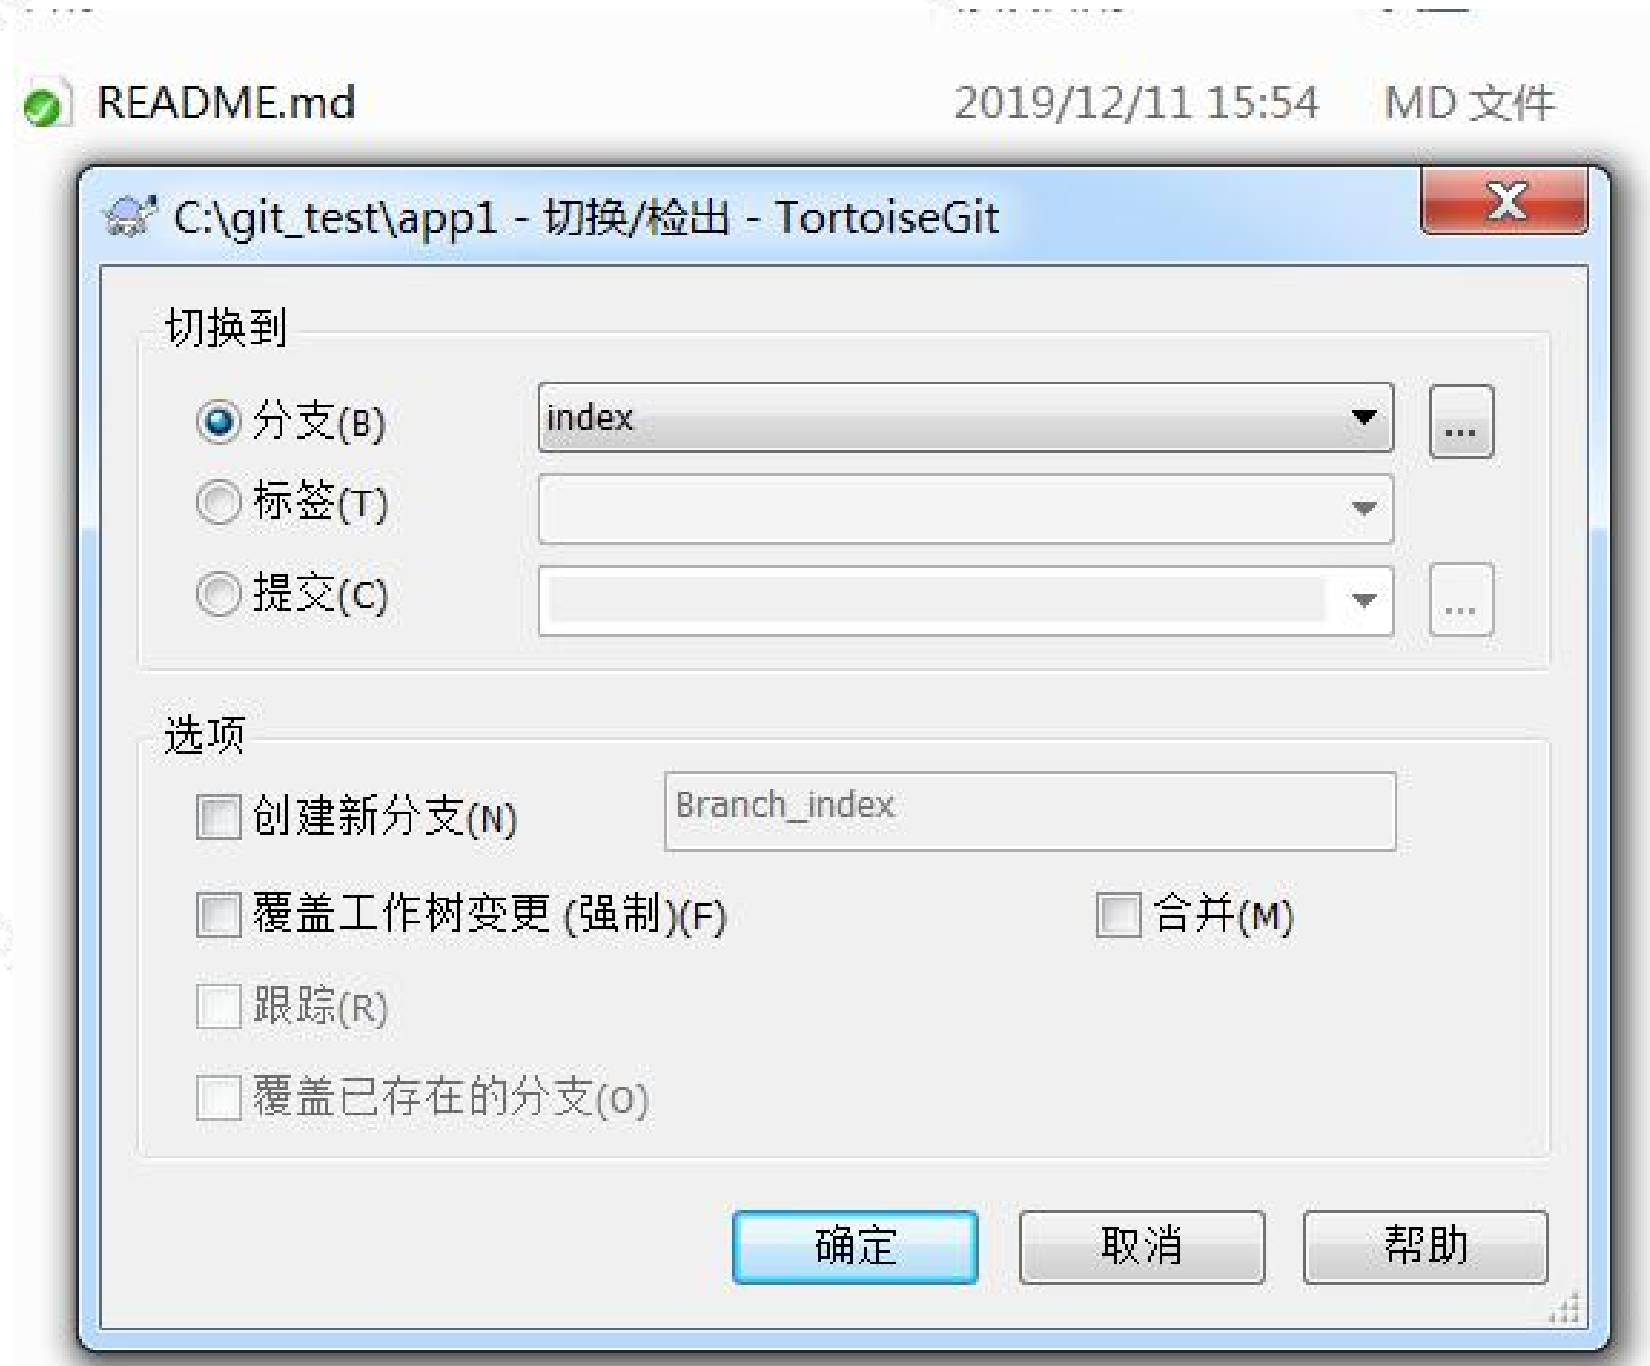 README.md 2019/12/11 15:54 MD 文件
C:\git_test\app1 - 切换/检出 - TortoiseGit
切换到
分支(B) index ...
标签(T)
提交(C) ...
选项
创建新分支(N) Branch_index
覆盖工作树变更 (强制)(F) 合并(M)
跟踪(R)
覆盖已存在的分支(O)
确定 取消 帮助